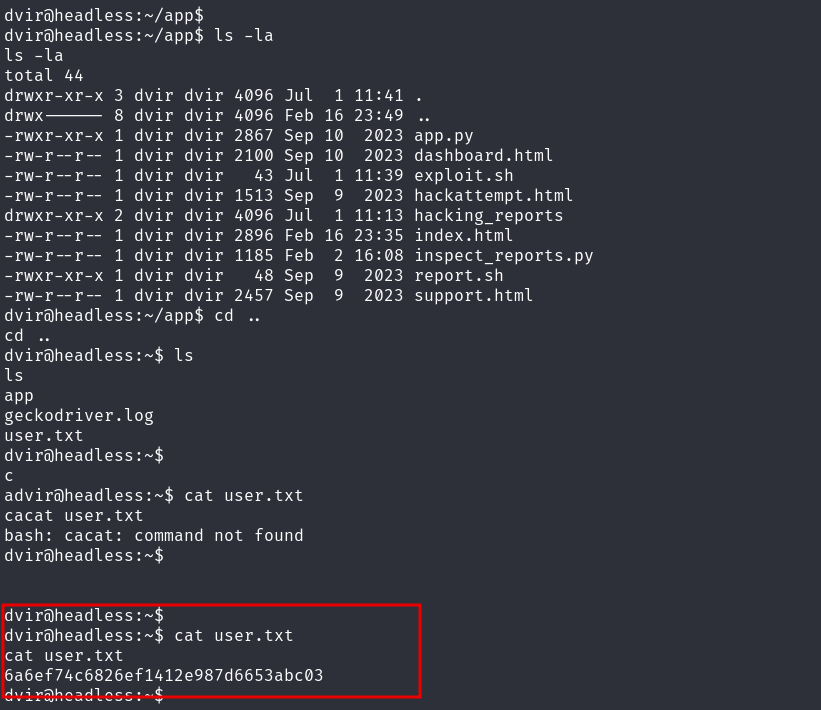 dvir@headless:~/app$
dvir@headless:~/app$ ls -la
ls -la
total 44
drwxr-xr-x 3 dvir dvir 4096 Jul  1 11:41 .
drwx------ 8 dvir dvir 4096 Feb 16 23:49 ..
-rwxr-xr-x 1 dvir dvir 2867 Sep 10  2023 app.py
-rw-r--r-- 1 dvir dvir 2100 Sep 10  2023 dashboard.html
-rw-r--r-- 1 dvir dvir   43 Jul  1 11:39 exploit.sh
-rw-r--r-- 1 dvir dvir 1513 Sep  9  2023 hackattempt.html
drwxr-xr-x 2 dvir dvir 4096 Jul  1 11:13 hacking_reports
-rw-r--r-- 1 dvir dvir 2896 Feb 16 23:35 index.html
-rw-r--r-- 1 dvir dvir 1185 Feb  2 16:08 inspect_reports.py
-rwxr-xr-x 1 dvir dvir   48 Sep  9  2023 report.sh
-rw-r--r-- 1 dvir dvir 2457 Sep  9  2023 support.html
dvir@headless:~/app$ cd ..
cd ..
dvir@headless:~$ ls
ls
app
geckodriver.log
user.txt
dvir@headless:~$
c
advir@headless:~$ cat user.txt
cacat user.txt
bash: cacat: command not found
dvir@headless:~$
dvir@headless:~$
dvir@headless:~$ cat user.txt
cat user.txt
6a6ef74c6826ef1412e987d6653abc03
dvir@headless:~$